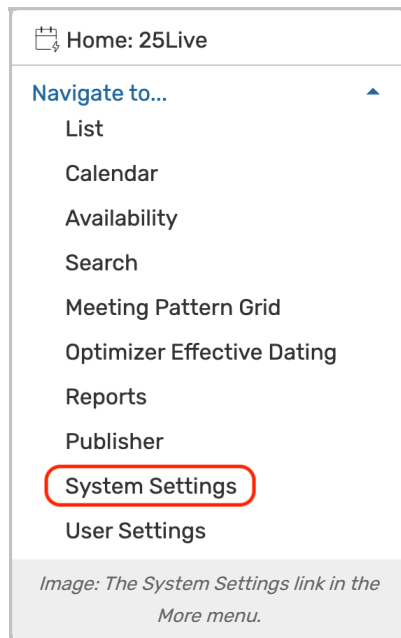 Home: 25Live
Navigate to...
List
Calendar
Availability
Search
Meeting Pattern Grid
Optimizer Effective Dating
Reports
Publisher
System Settings
User Settings
Image: The System Settings link in the
More menu.